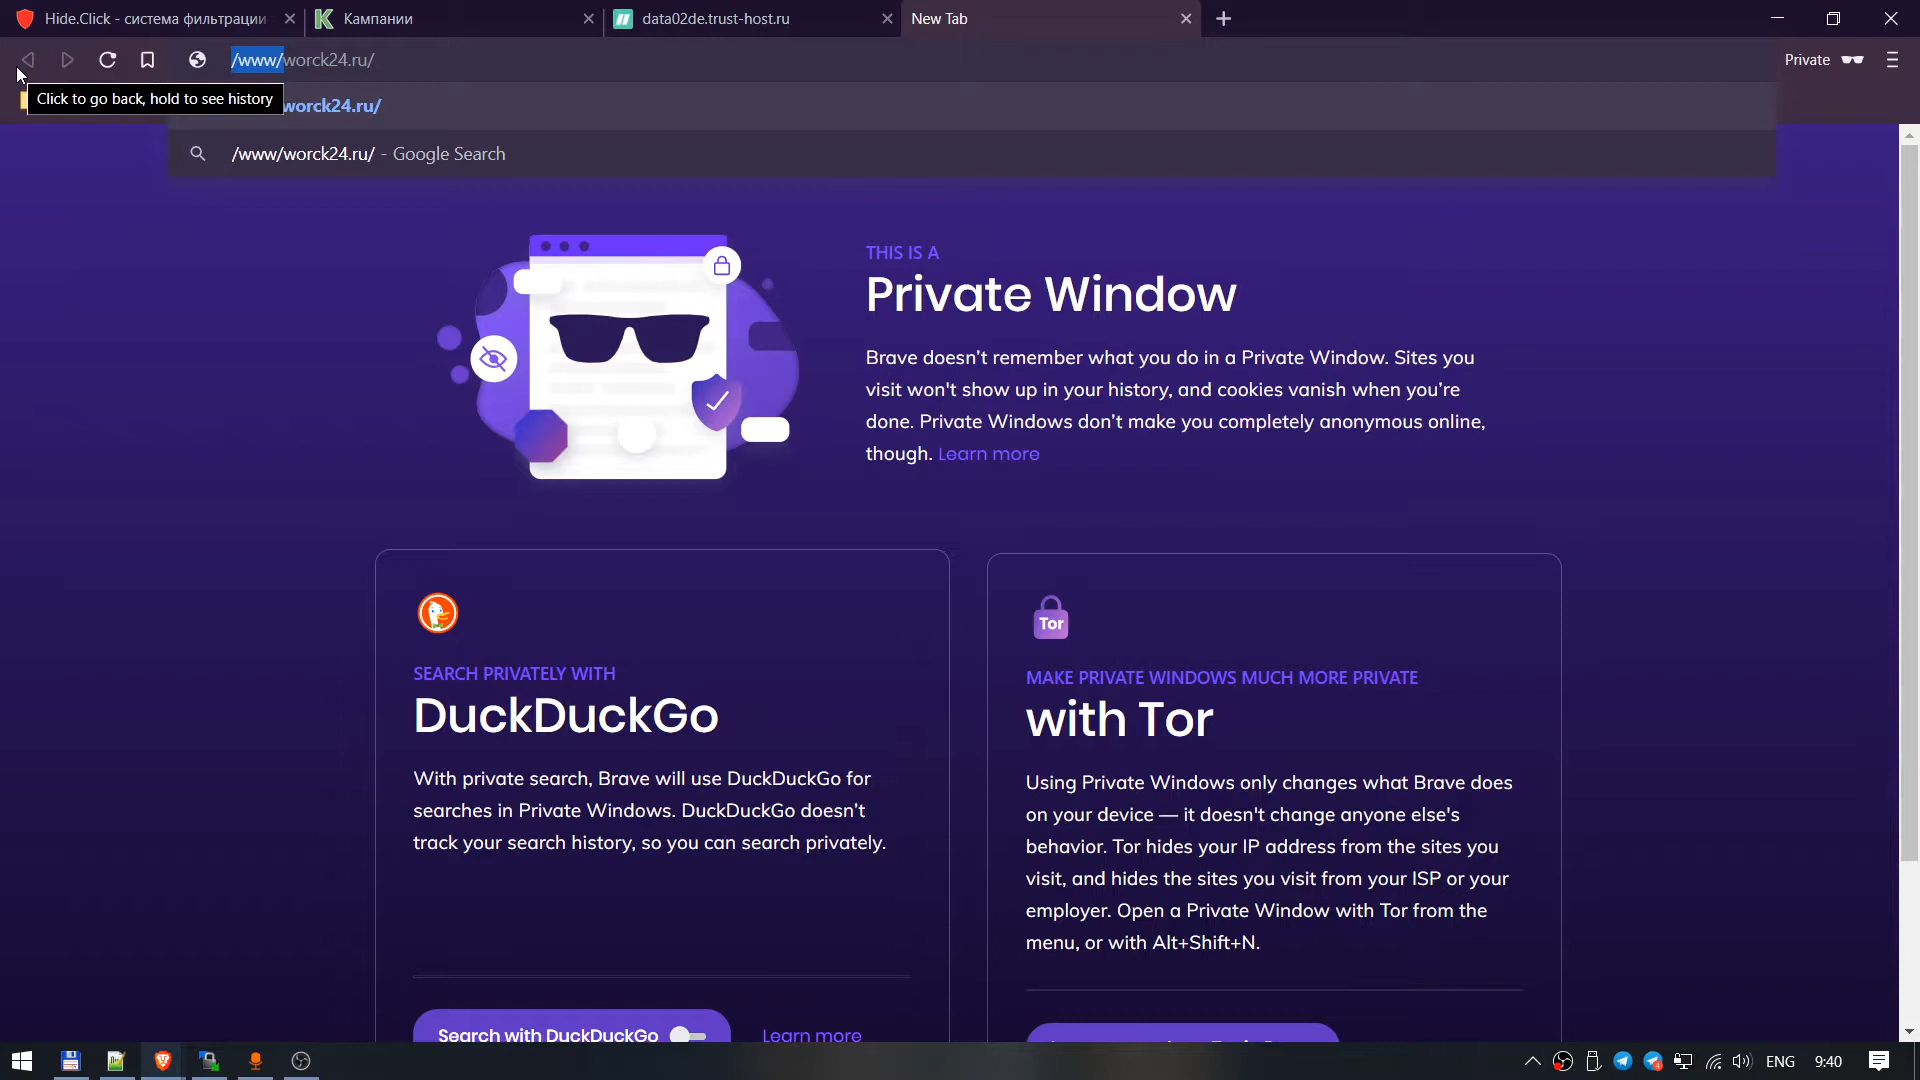 Hide.Click - система фильтрации
Кампании
data02de.trust-host.ru
New Tab
/www/worck24.ru/
Private
Click to go back, hold to see history
worck24.ru/
/www/worck24.ru/ - Google Search
THIS IS A
Private Window
Brave doesn’t remember what you do in a Private Window. Sites you
visit won't show up in your history, and cookies vanish when you’re
done. Private Windows don’t make you completely anonymous online,
though. Learn more
SEARCH PRIVATELY WITH
DuckDuckGo
With private search, Brave will use DuckDuckGo for
searches in Private Windows. DuckDuckGo doesn’t
track your search history, so you can search privately.
Search with DuckDuckGo
Learn more
Tor
MAKE PRIVATE WINDOWS MUCH MORE PRIVATE
with Tor
Using Private Windows only changes what Brave does
on your device — it doesn't change anyone else's
behavior. Tor hides your IP address from the sites you
visit, and hides the sites you visit from your ISP or your
employer. Open a Private Window with Tor from the
menu, or with Alt+Shift+N.
ENG
9:40